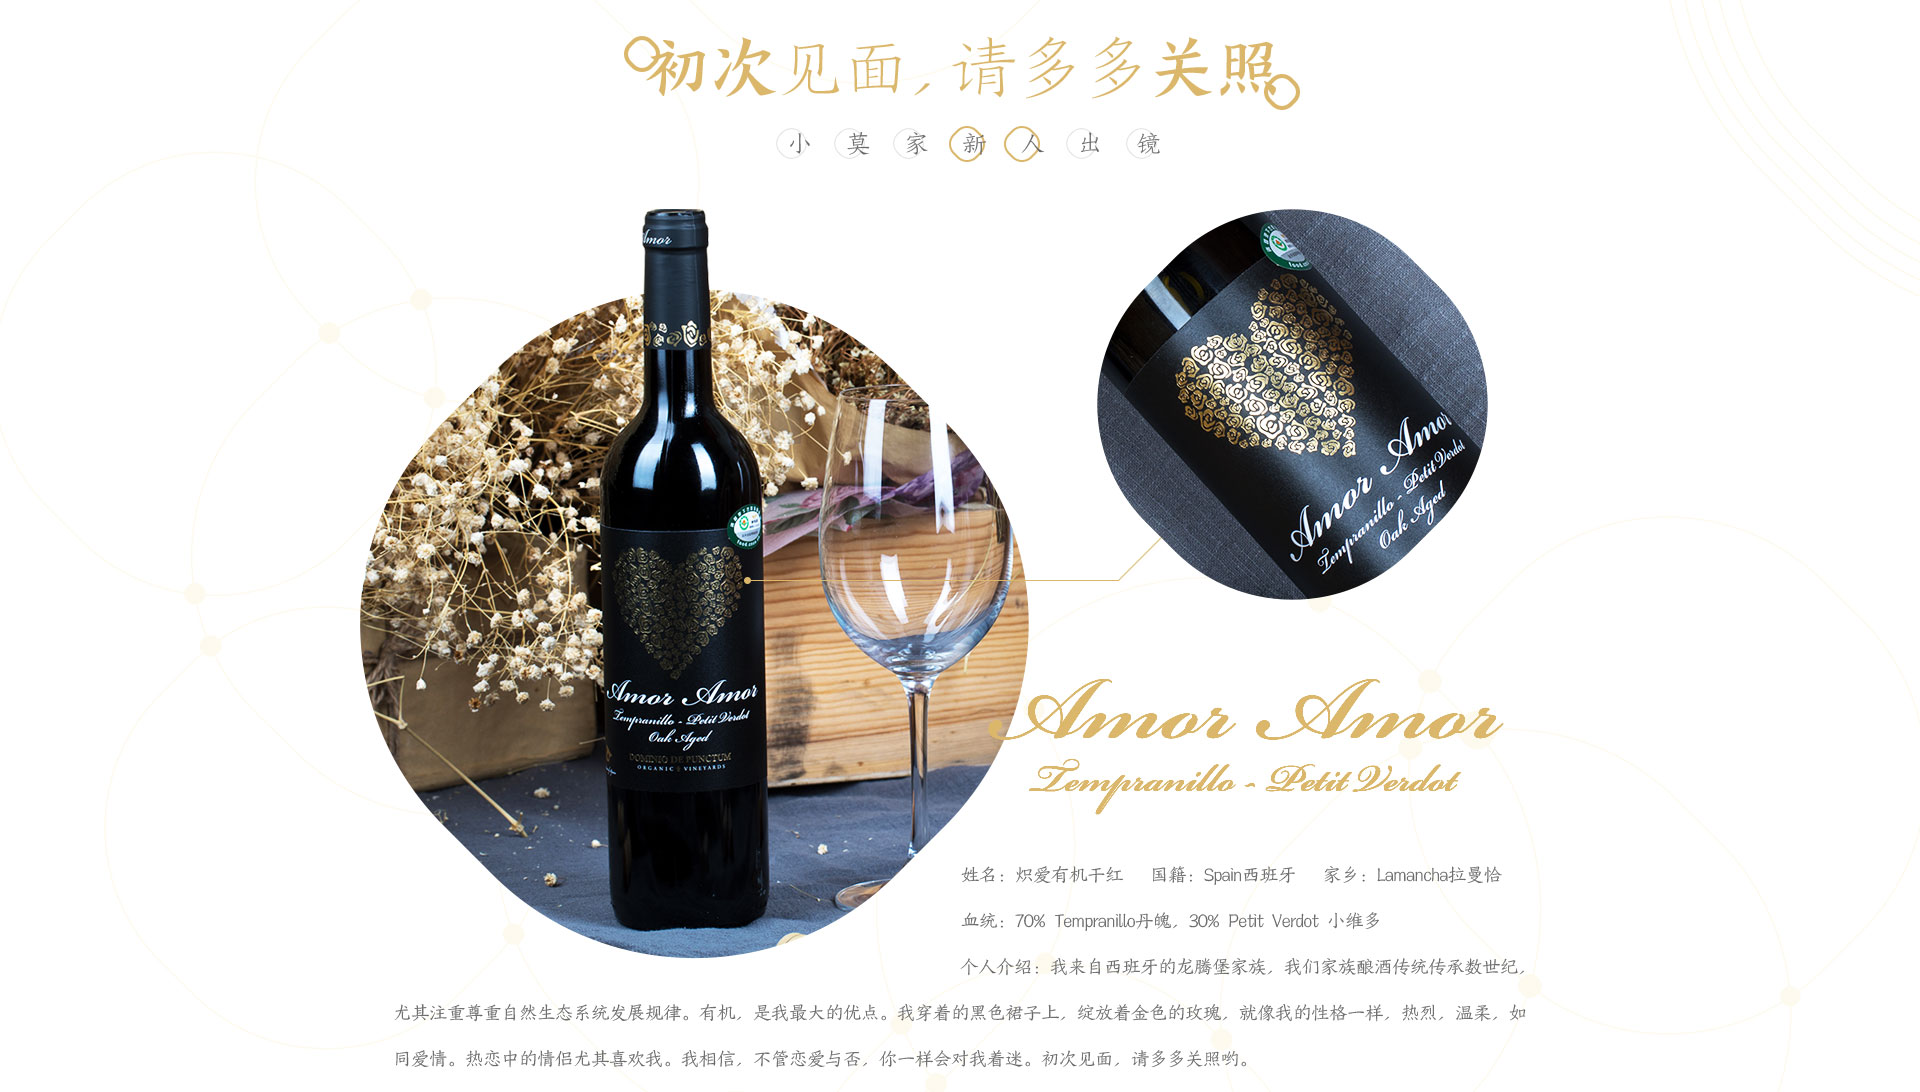 初次见面,请多多关照
小莫家新人出镜
Amor
Amor Amor
Tempranillo - Petit Verdot
Oak Aged
DOMINIO DE PUNCTUM
ORGANIC VINEYARDS
Amor Amor
Tempranillo - Petit Verdot
Oak Aged
Amor Amor
Tempranillo - Petit Verdot
姓名：炽爱有机干红 国籍：Spain西班牙 家乡：Lamancha拉曼恰
血统：70% Tempranillo丹魄，30% Petit Verdot 小维多
个人介绍：我来自西班牙的龙腾堡家族，我们家族酿酒传统传承数世纪，
尤其注重尊重自然生态系统发展规律。有机，是我最大的优点。我穿着的黑色裙子上，绽放着金色的玫瑰，就像我的性格一样，热烈，温柔，如
同爱情。热恋中的情侣尤其喜欢我。我相信，不管恋爱与否，你一样会对我着迷。初次见面，请多多关照哟。